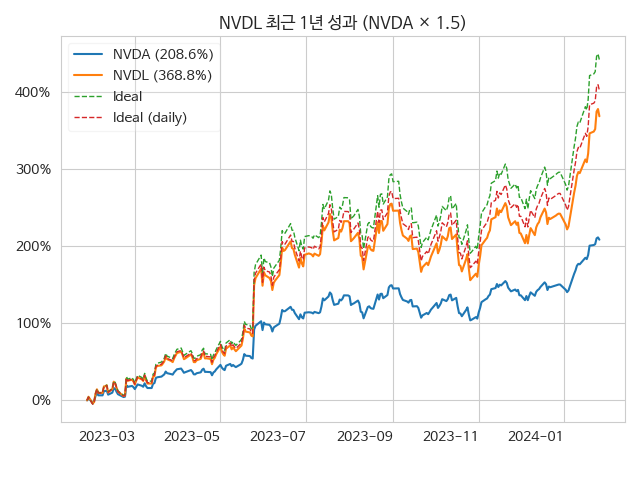 NVDL 최근 1년 성과 (NVDA × 1.5)
NVDA (208.6%)
NVDL (368.8%)
Ideal
Ideal (daily)
400%
300%
200%
100%
0%
2023−03 2023−05 2023−07 2023−09 2023−11 2024−01